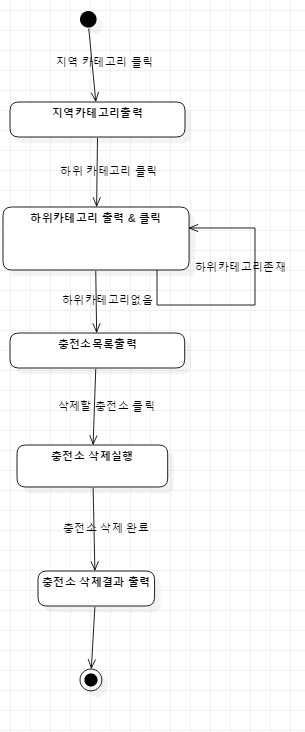 지역 카테고리 클릭
지역카테고리출력
하위 카테고리 클릭
하위카테고리 출력 & 클릭
하위카테고리존재
하위카테고리없음
충전소목록출력
삭제할 충전소 클릭
충전소 삭제실행
충전소 삭제 완료
충전소 삭제결과 출력